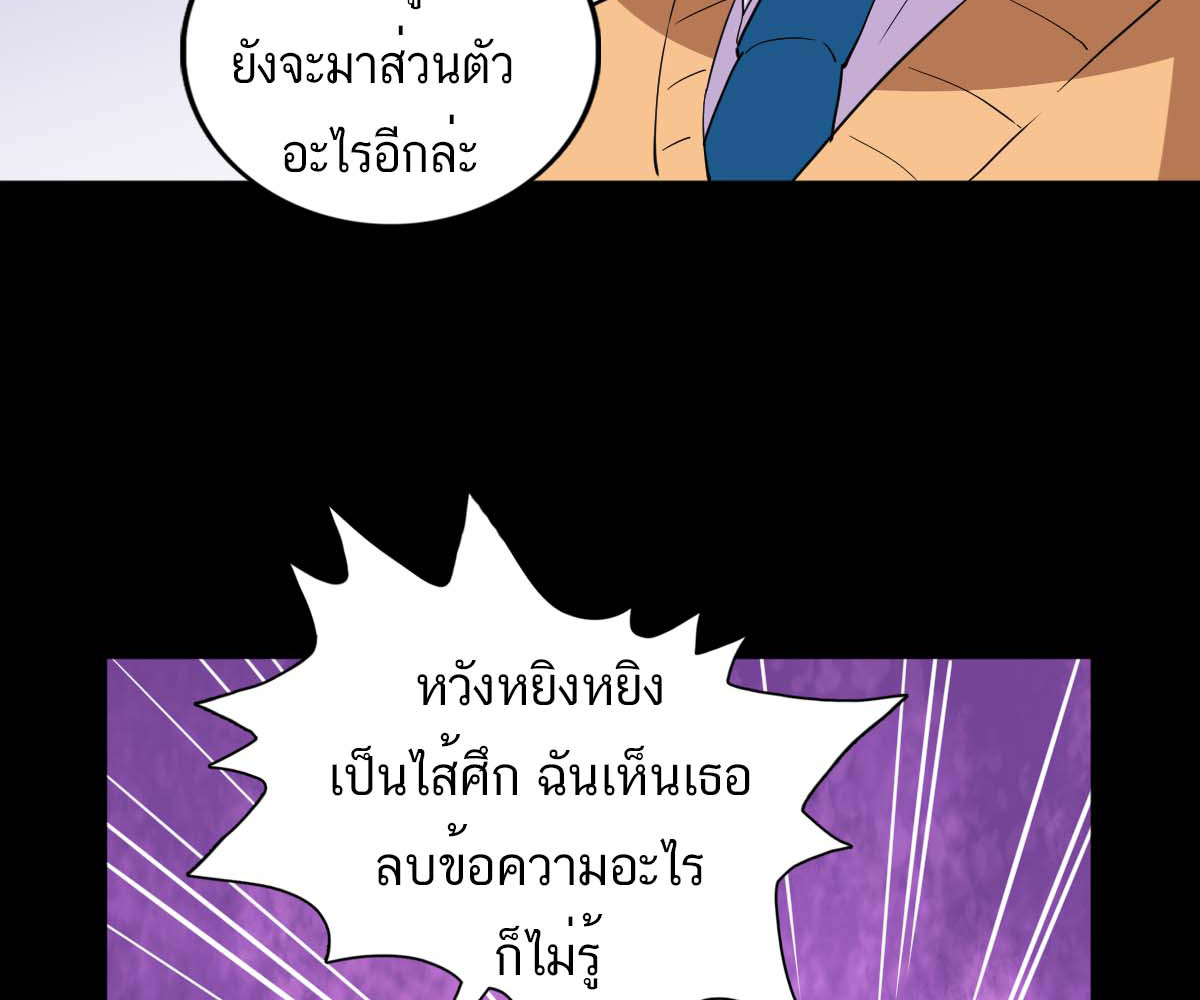 ยังจะมาส่วนตัว
อะไรอีกล่ะ
หวังหยิงหยิง
เป็นไส้ศึก ฉันเห็นเธอ
ลบข้อความอะไร
ก็ไม่รู้